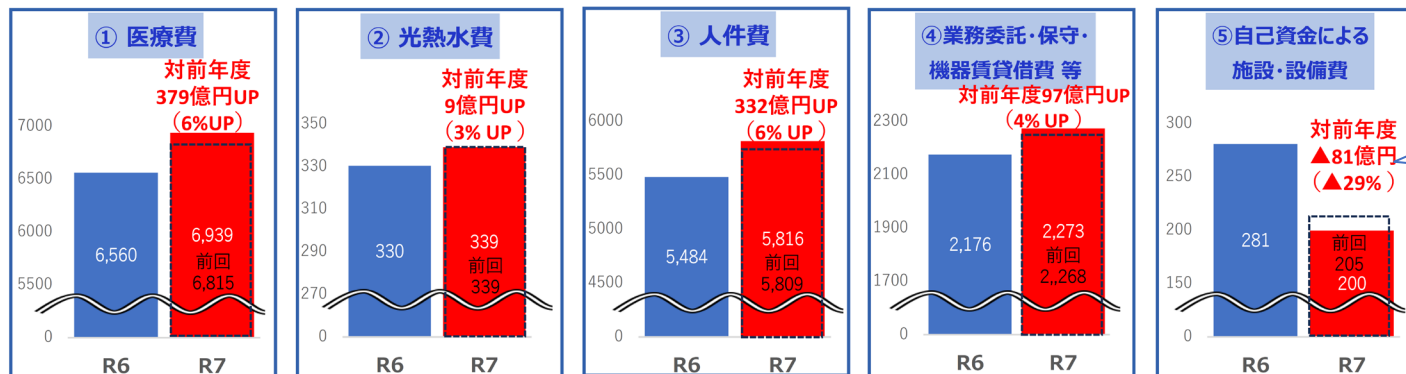 ① 医療費
対前年度
379億円UP
（6%UP）
7000
6500
6000
5500
0
6,560
6,939
前回
6,815
R6
R7
② 光熱水費
対前年度
9億円UP
（3% UP）
350
330
310
290
270
0
330
339
前回
339
R6
R7
③ 人件費
対前年度
332億円UP
（6% UP）
6000
5500
5000
4500
0
5,484
5,816
前回
5,809
R6
R7
④業務委託・保守・
機器賃貸借費 等
対前年度97億円UP
（4% UP）
2300
2100
1900
1700
0
2,176
2,273
前回
2,,268
R6
R7
⑤自己資金による
施設・設備費
対前年度
▲81億円
（▲29% ）
300
250
200
150
0
281
前回
205
200
R6
R7